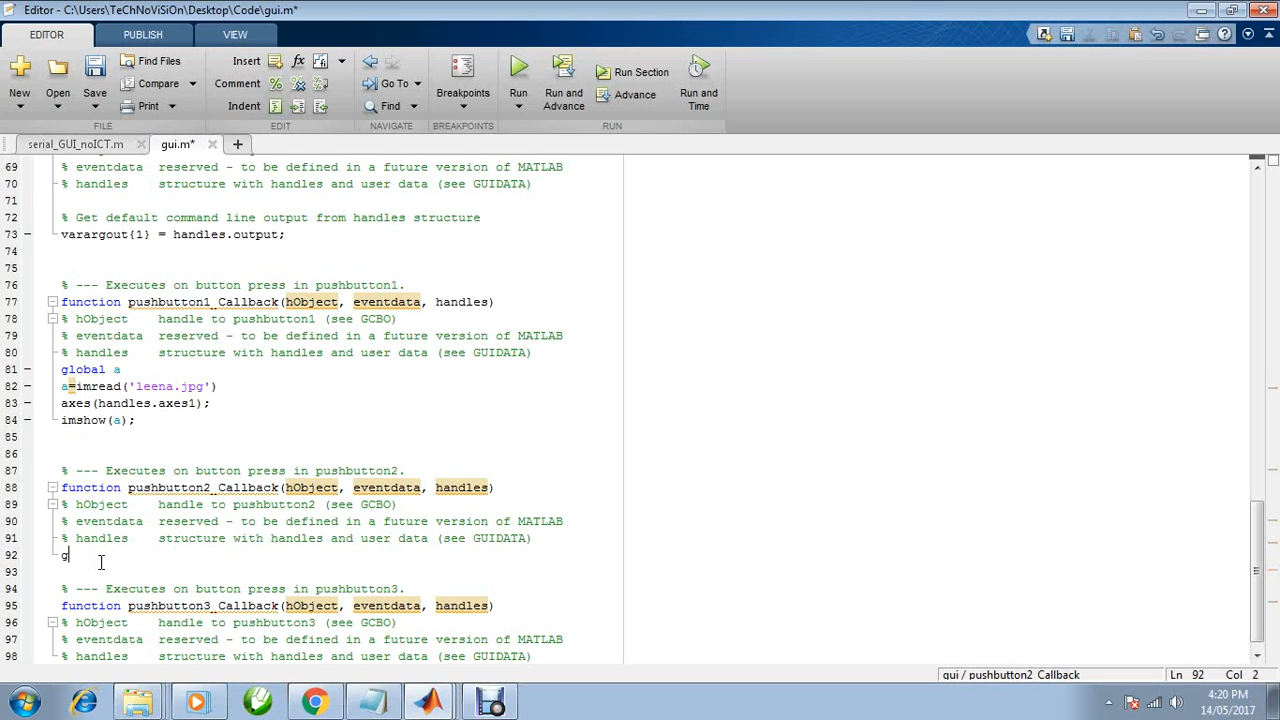 Editor - C:\Users\TeChNoViSiOn\Desktop\Code\gui.m*
EDITOR PUBLISH VIEW
New Open Save Find Files Compare Print
Insert Comment Indent
Go To Find
Breakpoints
Run Run and Advance Run Section Advance Run and Time
FILE EDIT NAVIGATE BREAKPOINTS RUN
serial_GUI_noICT.m gui.m*
69 % eventdata  reserved - to be defined in a future version of MATLAB
70 % handles    structure with handles and user data (see GUIDATA)
71
72 % Get default command line output from handles structure
73 varargout{1} = handles.output;
74
75
76 % --- Executes on button press in pushbutton1.
77 function pushbutton1_Callback(hObject, eventdata, handles)
78 % hObject    handle to pushbutton1 (see GCBO)
79 % eventdata  reserved - to be defined in a future version of MATLAB
80 % handles    structure with handles and user data (see GUIDATA)
81 global a
82 a=imread('leena.jpg')
83 axes(handles.axes1);
84 imshow(a);
85
86
87 % --- Executes on button press in pushbutton2.
88 function pushbutton2_Callback(hObject, eventdata, handles)
89 % hObject    handle to pushbutton2 (see GCBO)
90 % eventdata  reserved - to be defined in a future version of MATLAB
91 % handles    structure with handles and user data (see GUIDATA)
92 g
93
94 % --- Executes on button press in pushbutton3.
95 function pushbutton3_Callback(hObject, eventdata, handles)
96 % hObject    handle to pushbutton3 (see GCBO)
97 % eventdata  reserved - to be defined in a future version of MATLAB
98 % handles    structure with handles and user data (see GUIDATA)
gui / pushbutton2_Callback Ln 92 Col 2
4:20 PM
14/05/2017